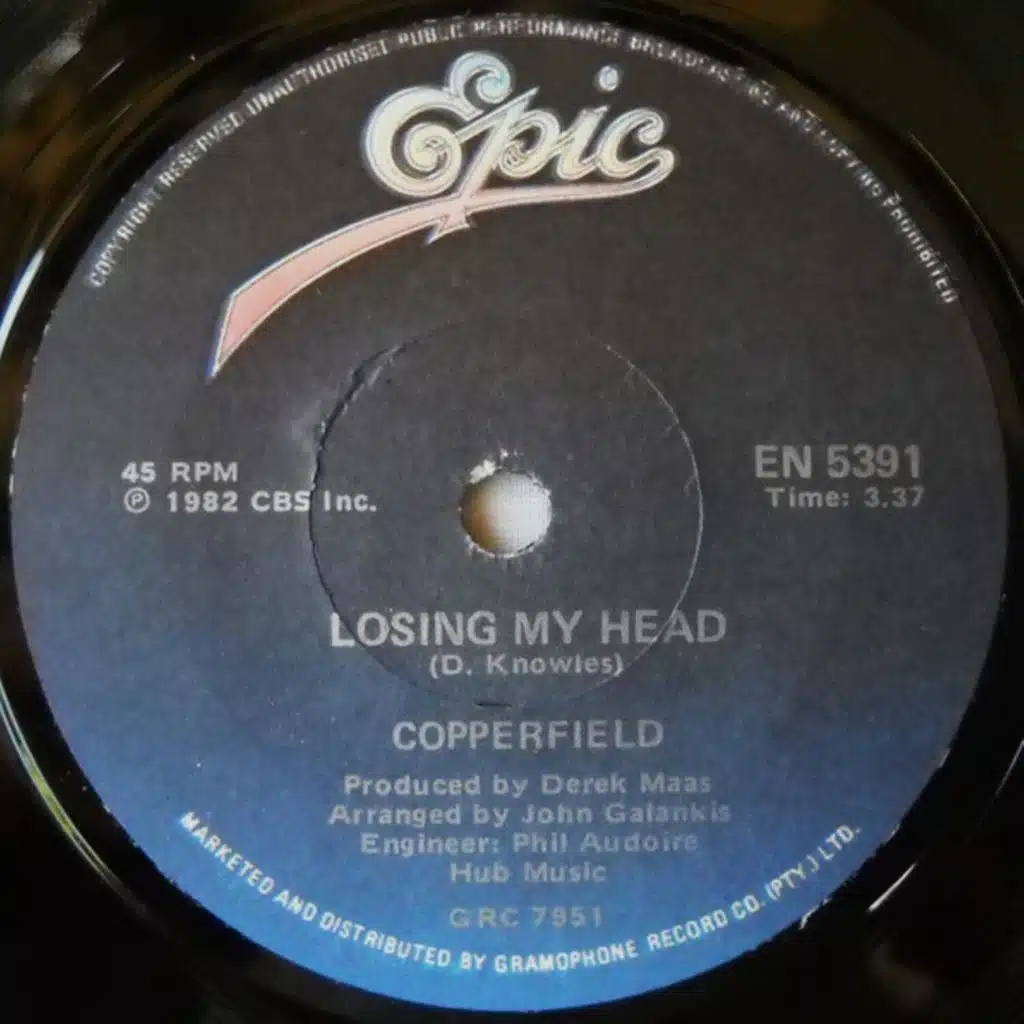 COPYRIGHT RESERVED UNAUTHORISED PUBLIC PERFORMANCE BROADCASTING AND COPYING PROHIBITED
Epic
45 RPM
℗ 1982 CBS Inc.
EN 5391
Time: 3.37
LOSING MY HEAD
(D. Knowles)
COPPERFIELD
Produced by Derek Maas
Arranged by John Galankis
Engineer: Phil Audoire
Hub Music
GRC 7951
MARKETED AND DISTRIBUTED BY GRAMOPHONE RECORD CO. (PTY.) LTD.